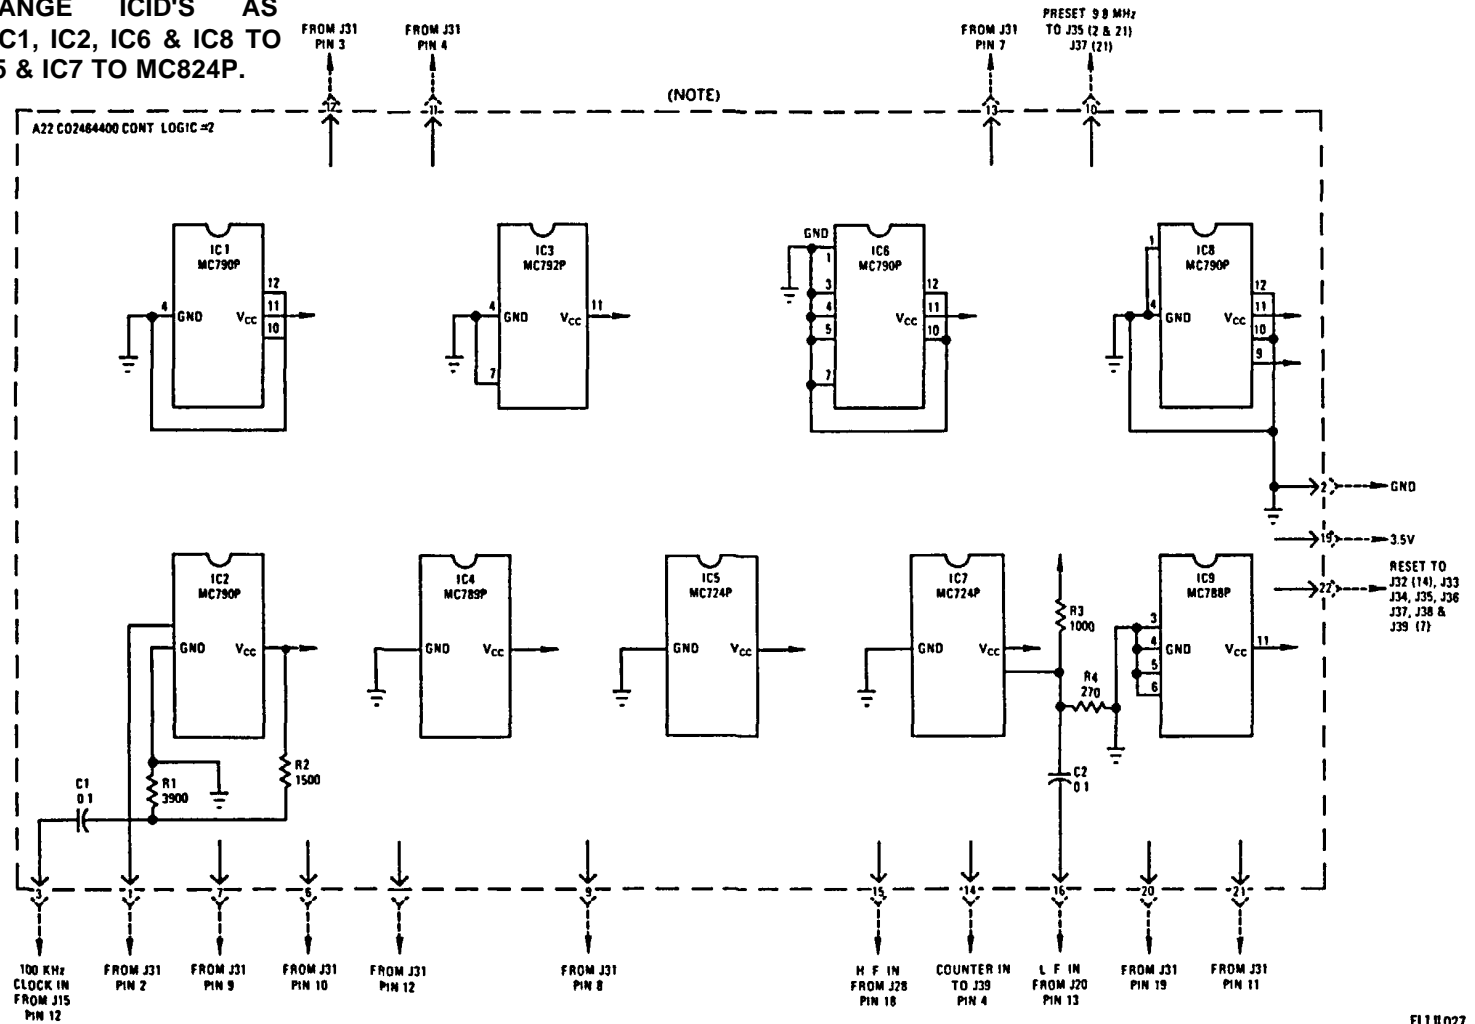 ANGE ICID'S AS
C1, IC2, IC6 & IC8 TO
5 & IC7 TO MC824P.
FROM J31
PIN 3
FROM J31
PIN 4
FROM J31
PIN 7
PRESET 9 8 MHz
TO J35 (2 & 21)
J37 (21)
(NOTE)
12
11
13
10
A22 CO2464400 CONT LOGIC =2
IC1
MC790P
4
GND
VCC
12
11
10
IC3
MC792P
4
GND
VCC
11
7
GND
IC6
MC790P
1
3
4
5
7
VCC
12
11
10
IC8
MC790P
1
4
GND
VCC
12
11
10
9
2
GND
19
3.5V
22
RESET TO
J32 (14), J33
J34, J35, J36
J37, J38 &
J39 (7)
IC2
MC790P
GND
VCC
IC4
MC789P
GND
VCC
IC5
MC724P
GND
VCC
IC7
MC724P
GND
VCC
R3
1000
R4
270
IC9
MC788P
3
4
GND
5
6
VCC
11
C1
0 1
R1
3900
R2
1500
C2
0 1
3
1
7
6
9
15
14
16
20
21
100 KHz
CLOCK IN
FROM J15
PIN 12
FROM J31
PIN 2
FROM J31
PIN 9
FROM J31
PIN 10
FROM J31
PIN 12
FROM J31
PIN 8
H F IN
FROM J28
PIN 18
COUNTER IN
TO J39
PIN 4
L F IN
FROM J20
PIN 13
FROM J31
PIN 19
FROM J31
PIN 11